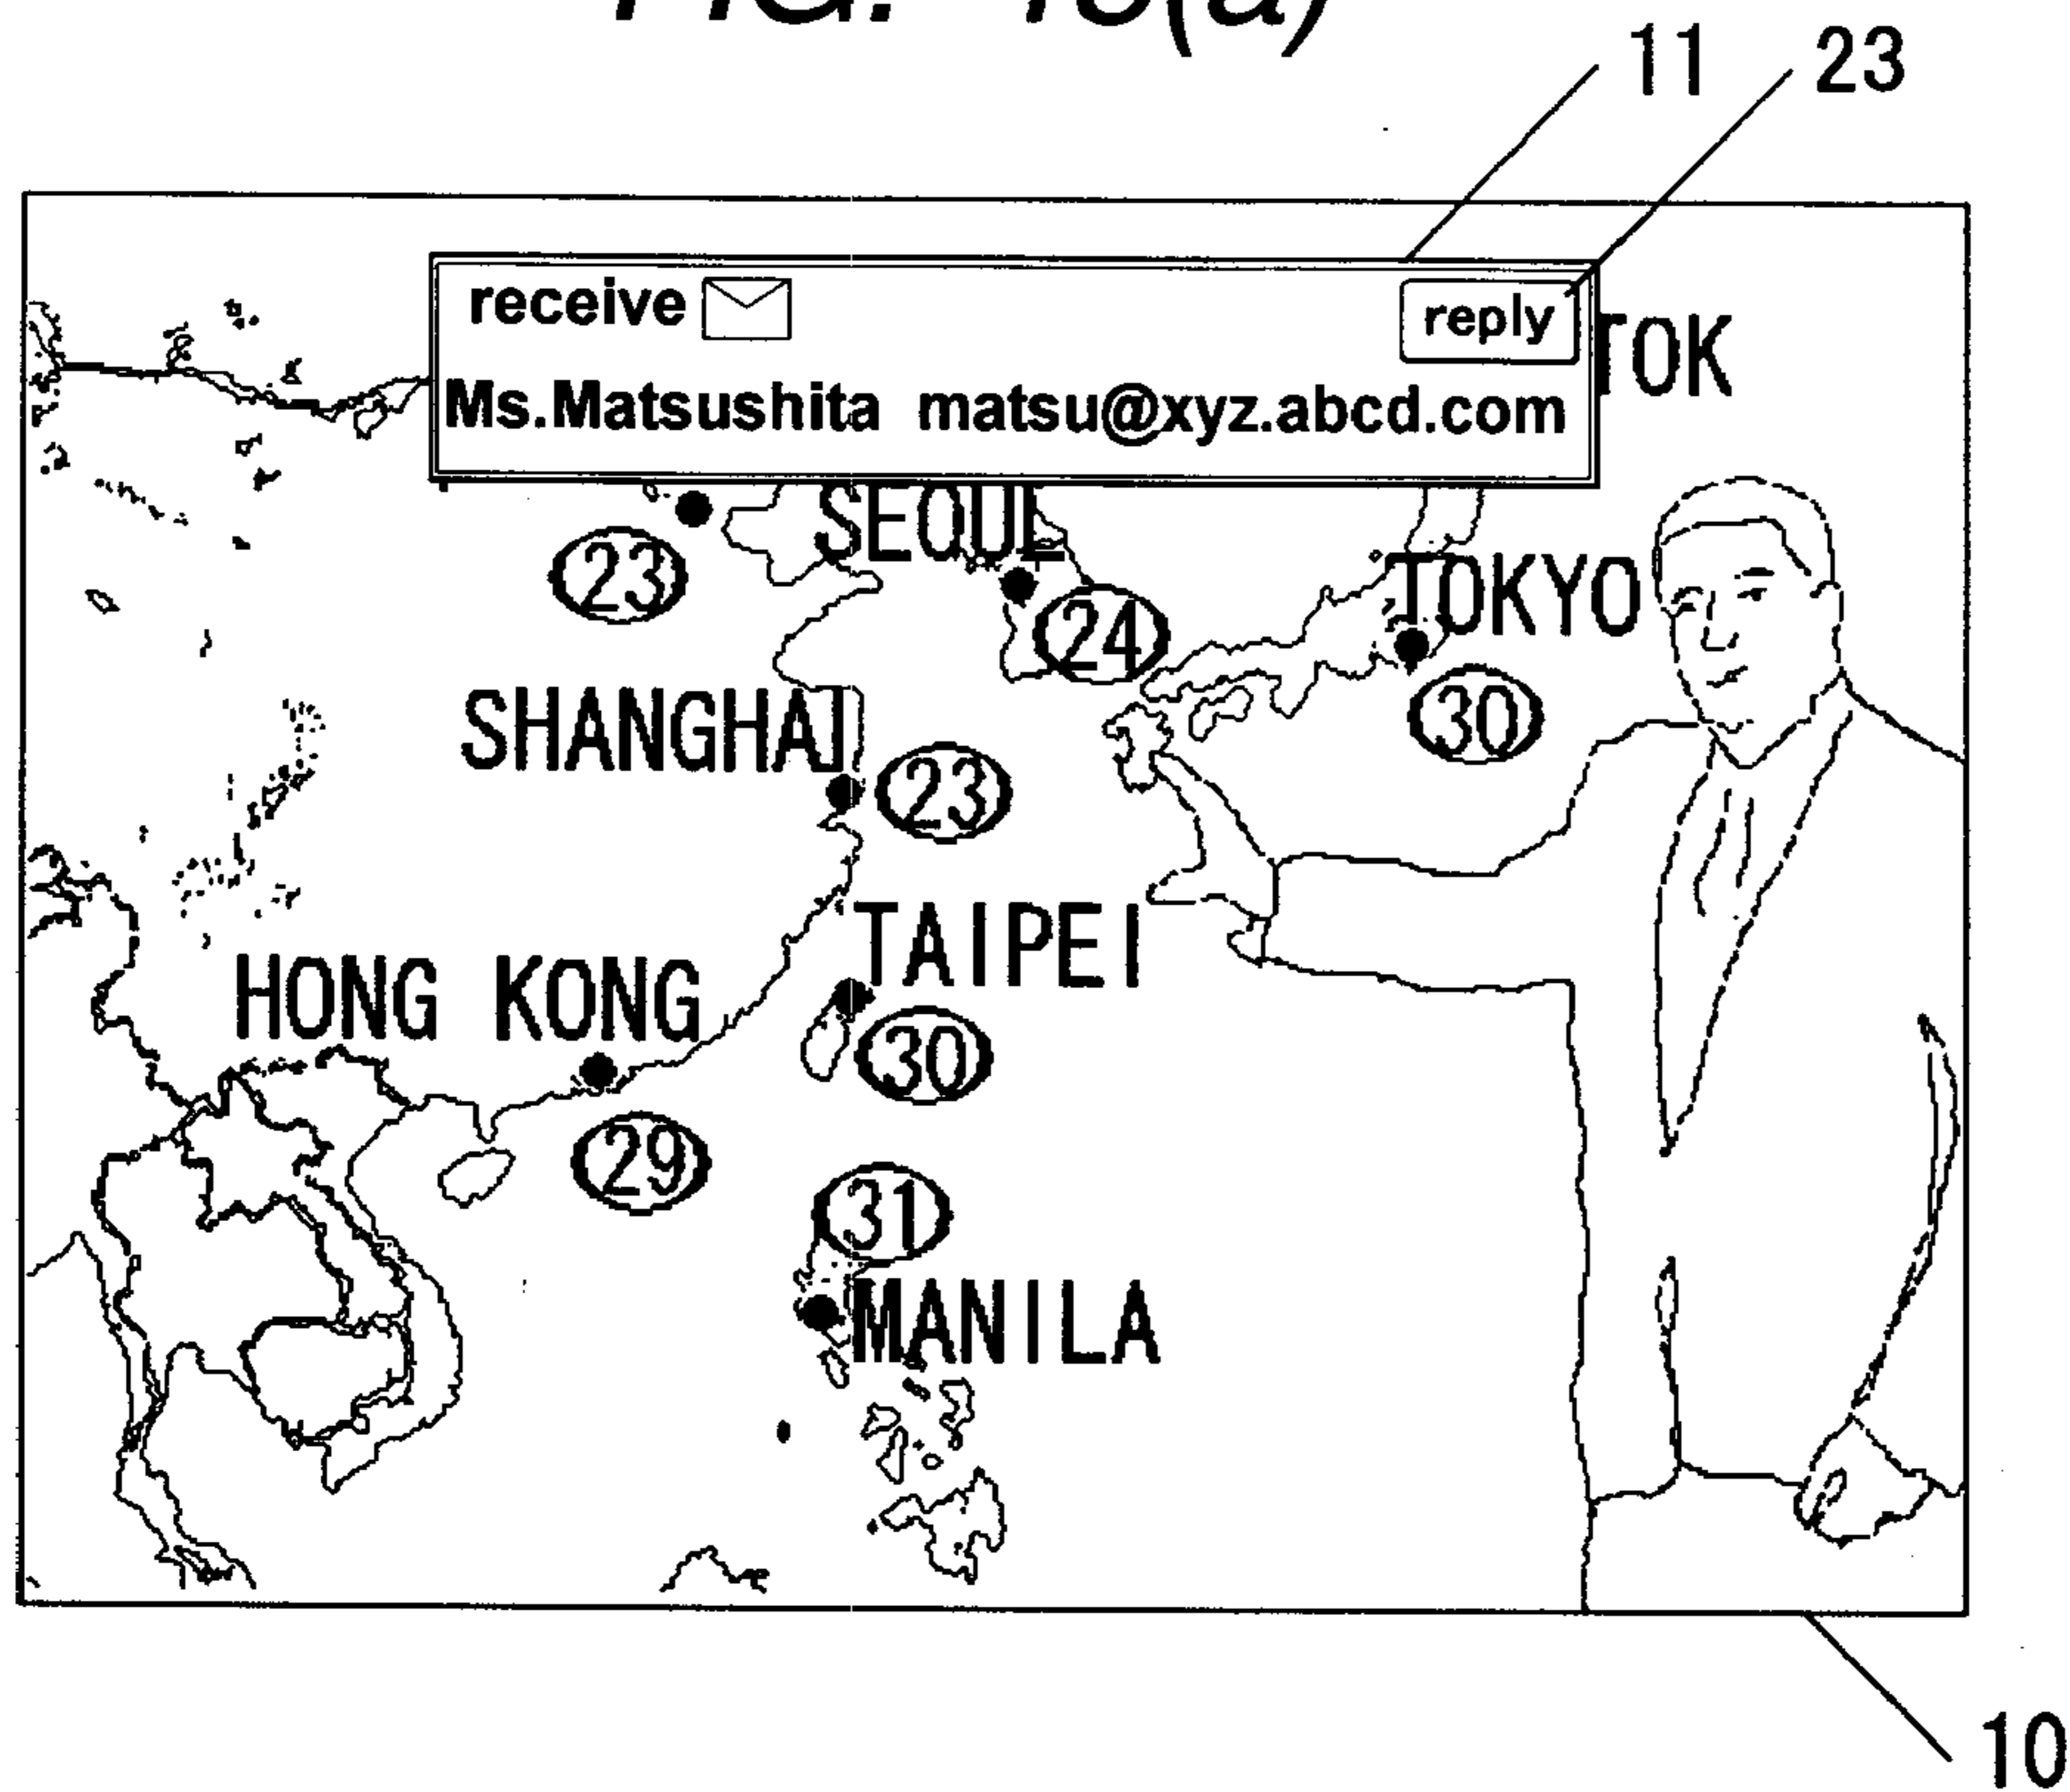 11 23
receive reply
TOK
Ms.Matsushita matsu@xyz.abcd.com
SEOUL
23
TOKYO
24
30
SHANGHAI
23
TAIPEI
HONG KONG
30
29
31
MANILA
10